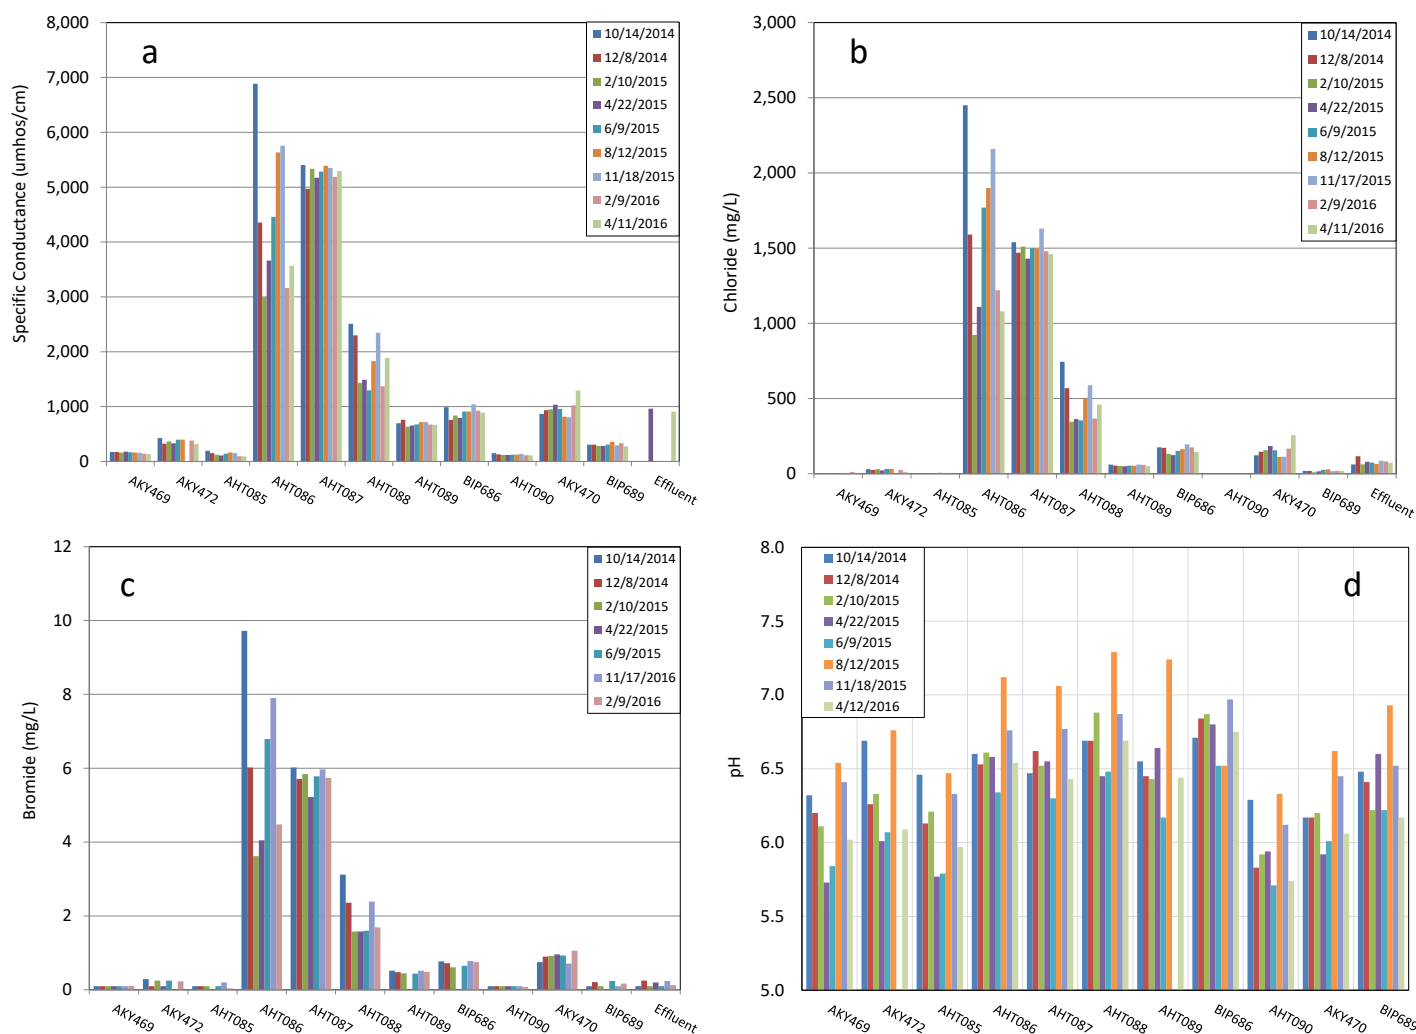 a
Specific Conductance (umhos/cm)
8,000
7,000
6,000
5,000
4,000
3,000
2,000
1,000
0
10/14/2014
12/8/2014
2/10/2015
4/22/2015
6/9/2015
8/12/2015
11/18/2015
2/9/2016
4/11/2016
AKY469
AKY472
AHT085
AHT086
AHT087
AHT088
AHT089
BIP686
AHT090
AKY470
BIP689
Effluent
b
Chloride (mg/L)
3,000
2,500
2,000
1,500
1,000
500
0
10/14/2014
12/8/2014
2/10/2015
4/22/2015
6/9/2015
8/12/2015
11/17/2015
2/9/2016
4/11/2016
AKY469
AKY472
AHT085
AHT086
AHT087
AHT088
AHT089
BIP686
AHT090
AKY470
BIP689
Effluent
c
Bromide (mg/L)
12
10
8
6
4
2
0
10/14/2014
12/8/2014
2/10/2015
4/22/2015
6/9/2015
11/17/2016
2/9/2016
AKY469
AKY472
AHT085
AHT086
AHT087
AHT088
AHT089
BIP686
AHT090
AKY470
BIP689
Effluent
d
pH
8.0
7.5
7.0
6.5
6.0
5.5
5.0
10/14/2014
12/8/2014
2/10/2015
4/22/2015
6/9/2015
8/12/2015
11/18/2015
4/12/2016
AKY469
AKY472
AHT085
AHT086
AHT087
AHT088
AHT089
BIP686
AHT090
AKY470
BIP689